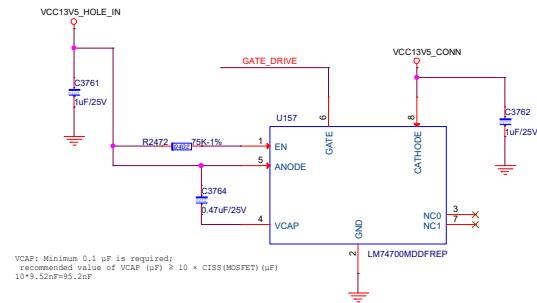 VCC13V5_HOLE_IN
VCC13V5_CONN
GATE_DRIVE
C3761
1uF/25V
C3762
1uF/25V
U157
6
8
R2472
0402
75K-1%
1
EN
GATE
CATHODE
5
ANODE
C3764
0.47uF/25V
4
VCAP
GND
NC0
3
NC1
7
2
LM74700MDDFREP
VCAP: Minimum 0.1 µF is required;
recommended value of VCAP (µF) ≥ 10 × CISS(MOSFET)(µF)
10*9.52nF=95.2nF